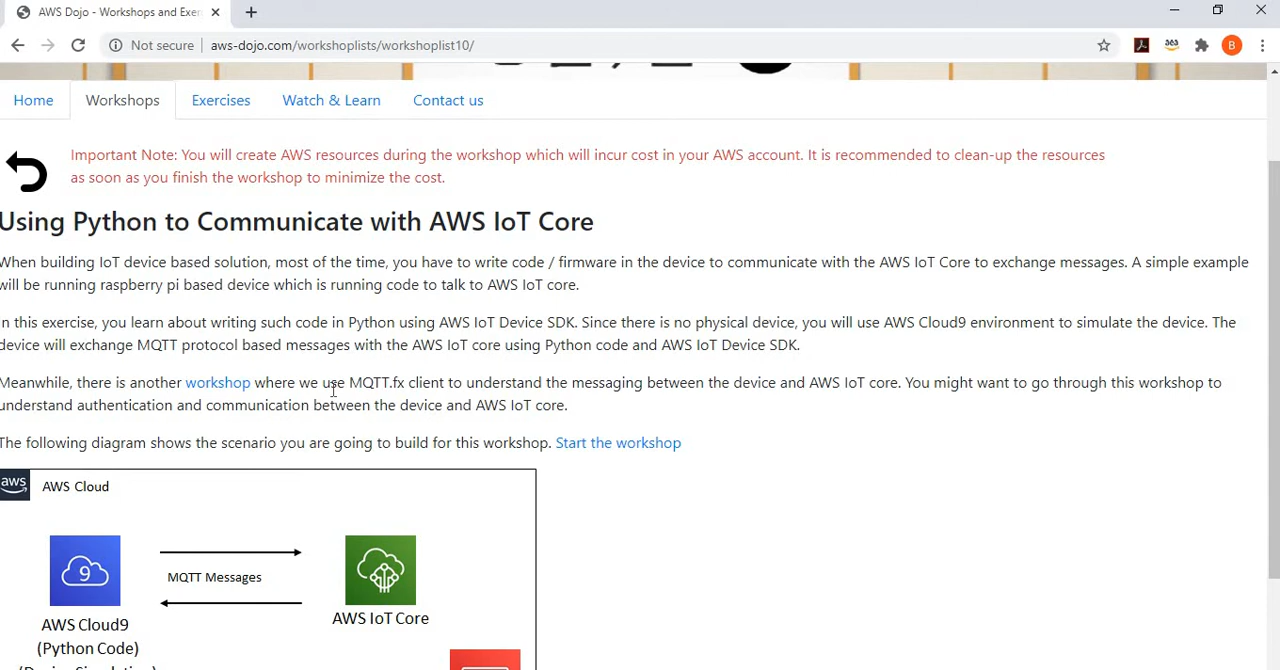 AWS Dojo - Workshops and Exer
Not secure | aws-dojo.com/workshoplists/workshoplist10/
Home Workshops Exercises Watch & Learn Contact us
Important Note: You will create AWS resources during the workshop which will incur cost in your AWS account. It is recommended to clean-up the resources
as soon as you finish the workshop to minimize the cost.
Using Python to Communicate with AWS IoT Core
When building IoT device based solution, most of the time, you have to write code / firmware in the device to communicate with the AWS IoT Core to exchange messages. A simple example
will be running raspberry pi based device which is running code to talk to AWS IoT core.
In this exercise, you learn about writing such code in Python using AWS IoT Device SDK. Since there is no physical device, you will use AWS Cloud9 environment to simulate the device. The
device will exchange MQTT protocol based messages with the AWS IoT core using Python code and AWS IoT Device SDK.
Meanwhile, there is another workshop where we use MQTT.fx client to understand the messaging between the device and AWS IoT core. You might want to go through this workshop to
understand authentication and communication between the device and AWS IoT core.
The following diagram shows the scenario you are going to build for this workshop. Start the workshop
aws AWS Cloud
9
MQTT Messages
AWS IoT Core
AWS Cloud9
(Python Code)
(Device Simulation)